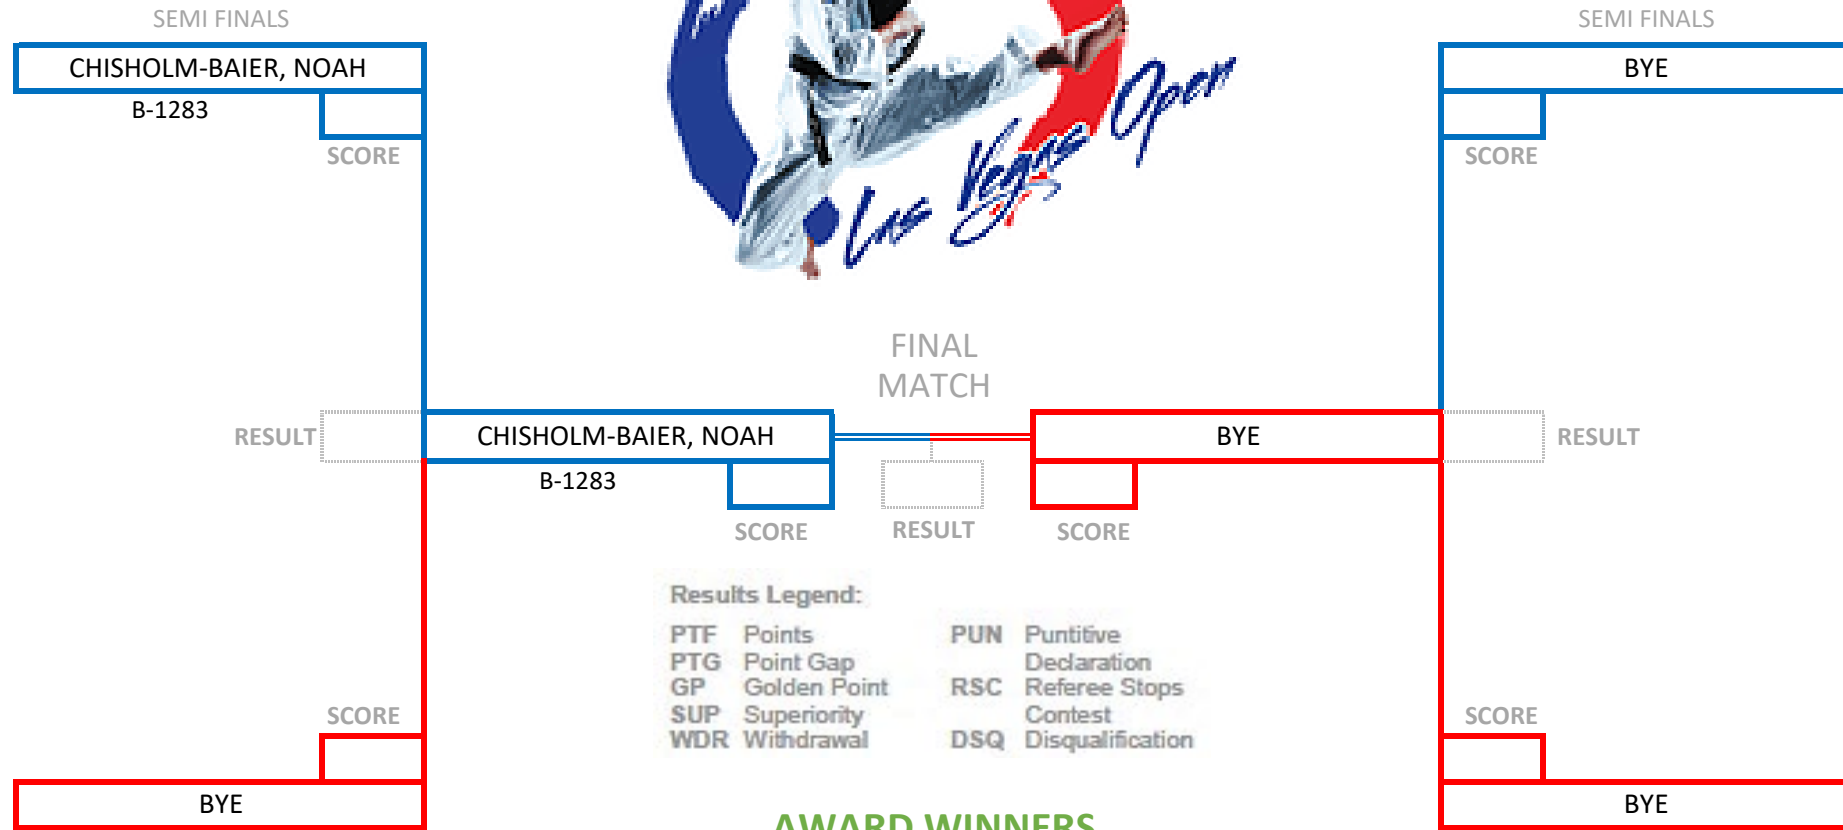 SEMI FINALS
SEMI FINALS
CHISHOLM-BAIER, NOAH
BYE
B-1283
SCORE
SCORE
Las Vegas Open
FINAL
MATCH
RESULT
CHISHOLM-BAIER, NOAH
BYE
RESULT
B-1283
SCORE
RESULT
SCORE
Results Legend:
PTF Points
PUN Puntitive
Declaration
PTG Point Gap
GP Golden Point
RSC Referee Stops
Contest
SUP Superiority
WDR Withdrawal
DSQ Disqualification
SCORE
SCORE
BYE
BYE
AWARD WINNERS